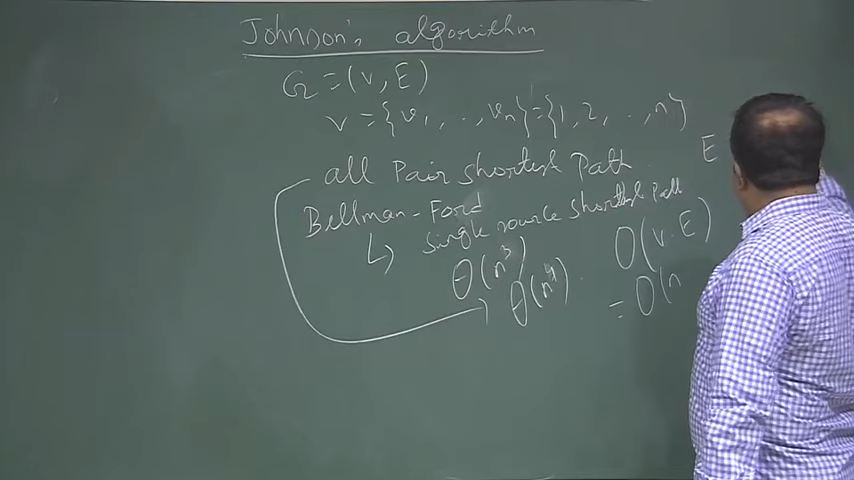 Johnson's algorithm
G=(V,E)
V={v1,..,vn}={1,2,..,n}
all Pair shortest Path
E
Bellman-Ford
single source shortest path
θ(n³)
θ(n⁴)
O(V.E)
=O(n